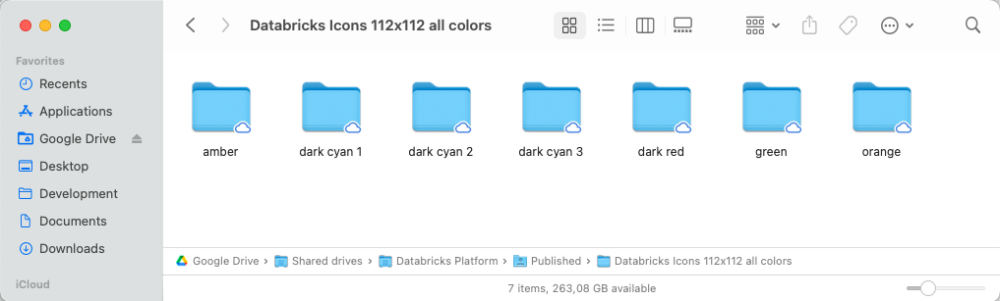 Databricks Icons 112x112 all colors
Favorites
Recents
Applications
Google Drive
Desktop
Development
Documents
Downloads
iCloud
amber dark cyan 1 dark cyan 2 dark cyan 3 dark red green orange
Google Drive › Shared drives › Databricks Platform › Published › Databricks Icons 112x112 all colors
7 items, 263,08 GB available